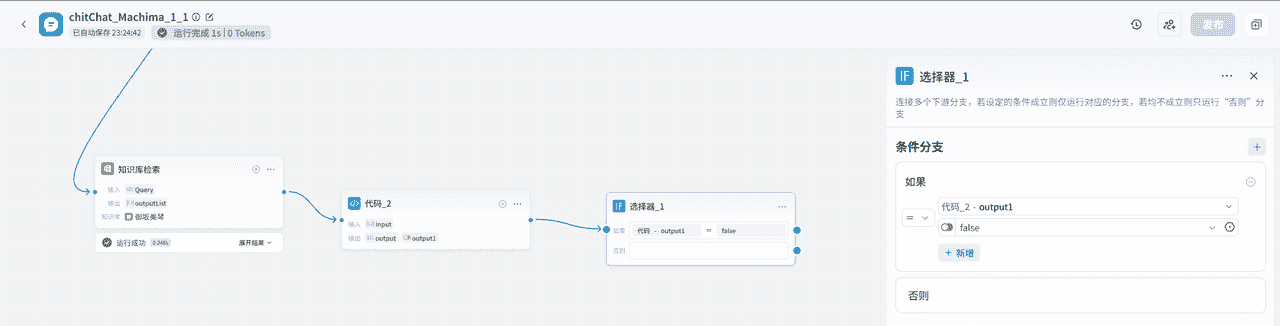 chitChat_Machima_1_1
已自动保存 23:24:42
运行完成 1s | 0 Tokens
发布
知识库检索
输入 Query
输出 outputList
知识库 御坂美琴
运行成功 0.246s 展开结果
代码_2
输入 input
输出 output output1
选择器_1
如果 代码 - output1 = false
否则
选择器_1
连接多个下游分支，若设定的条件成立则仅运行对应的分支，若均不成立则只运行“否则”分
支
条件分支
如果
代码_2 - output1
=
false
+ 新增
否则